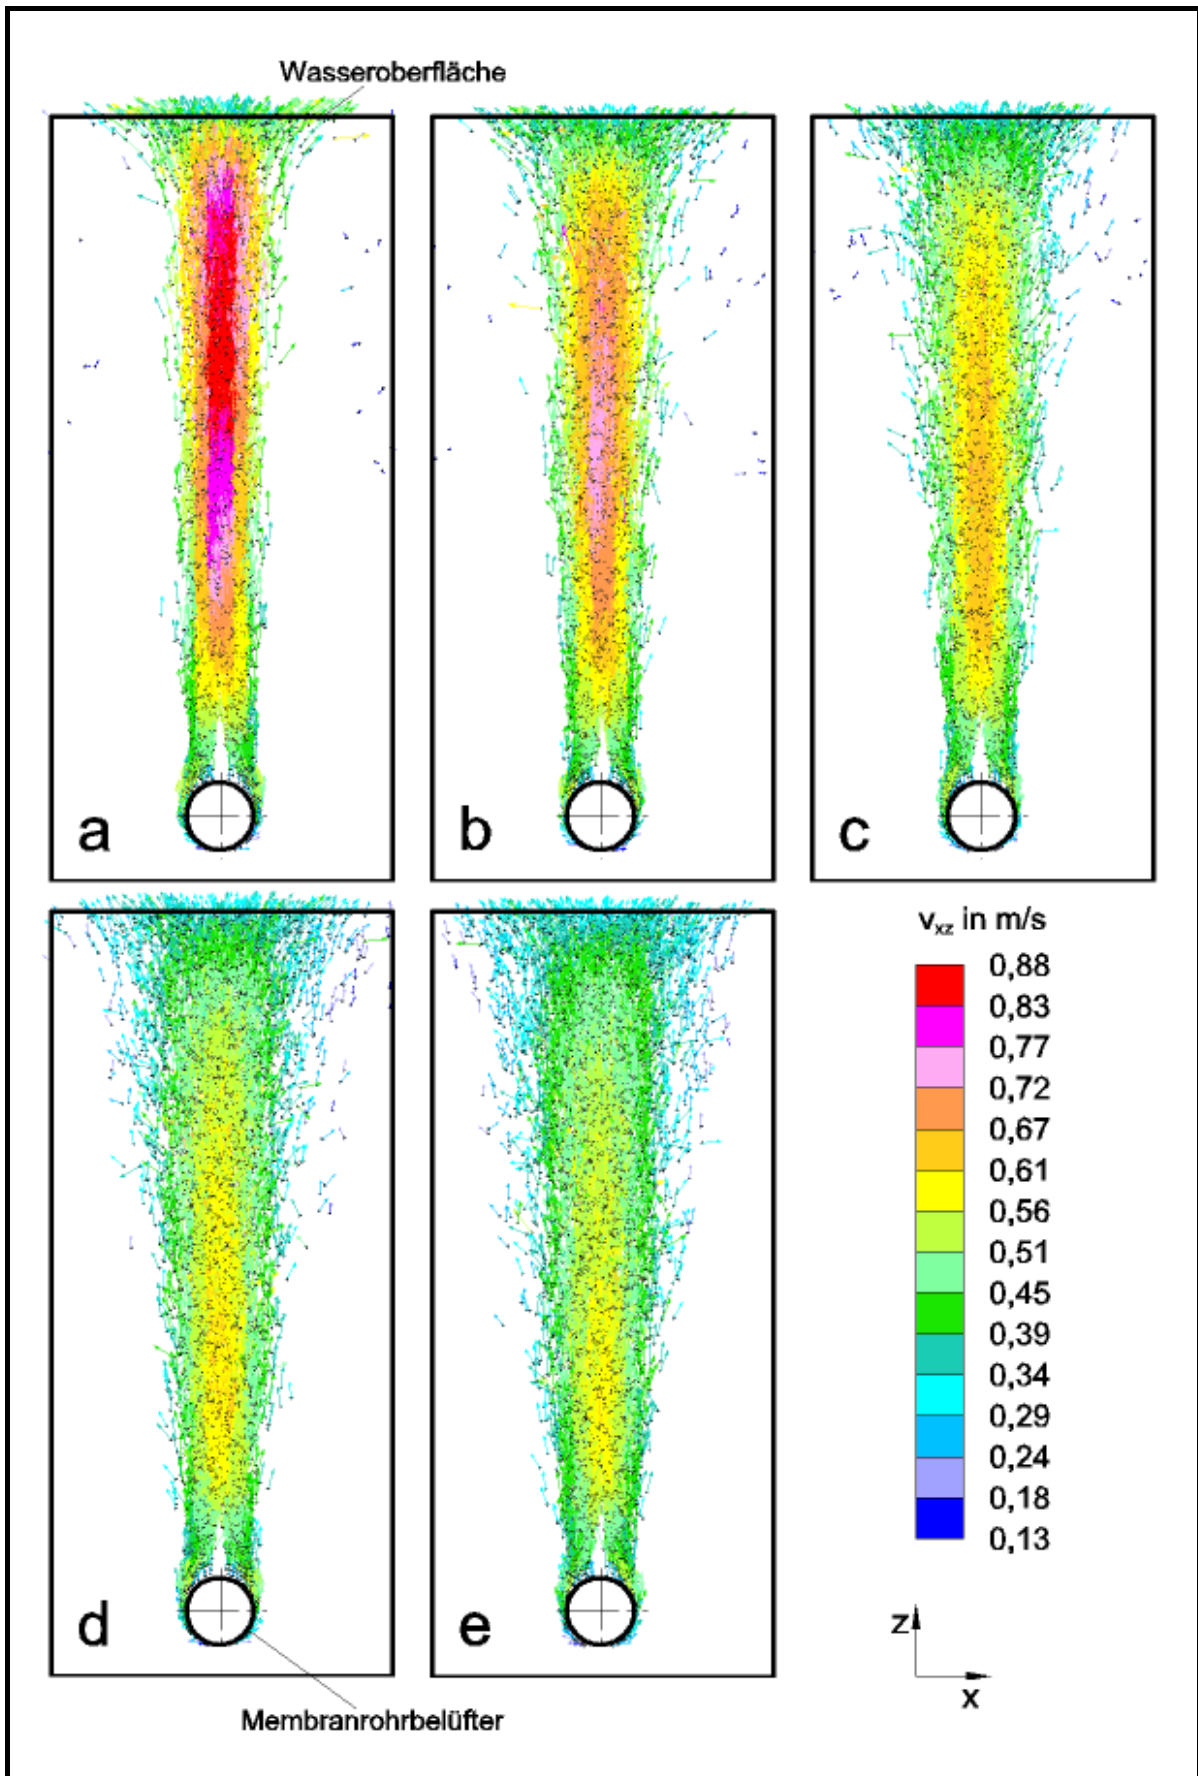 Wasseroberfläche
a
b
c
d
e
v_xz in m/s
0,88
0,83
0,77
0,72
0,67
0,61
0,56
0,51
0,45
0,39
0,34
0,29
0,24
0,18
0,13
z
x
Membranrohrbelüfter